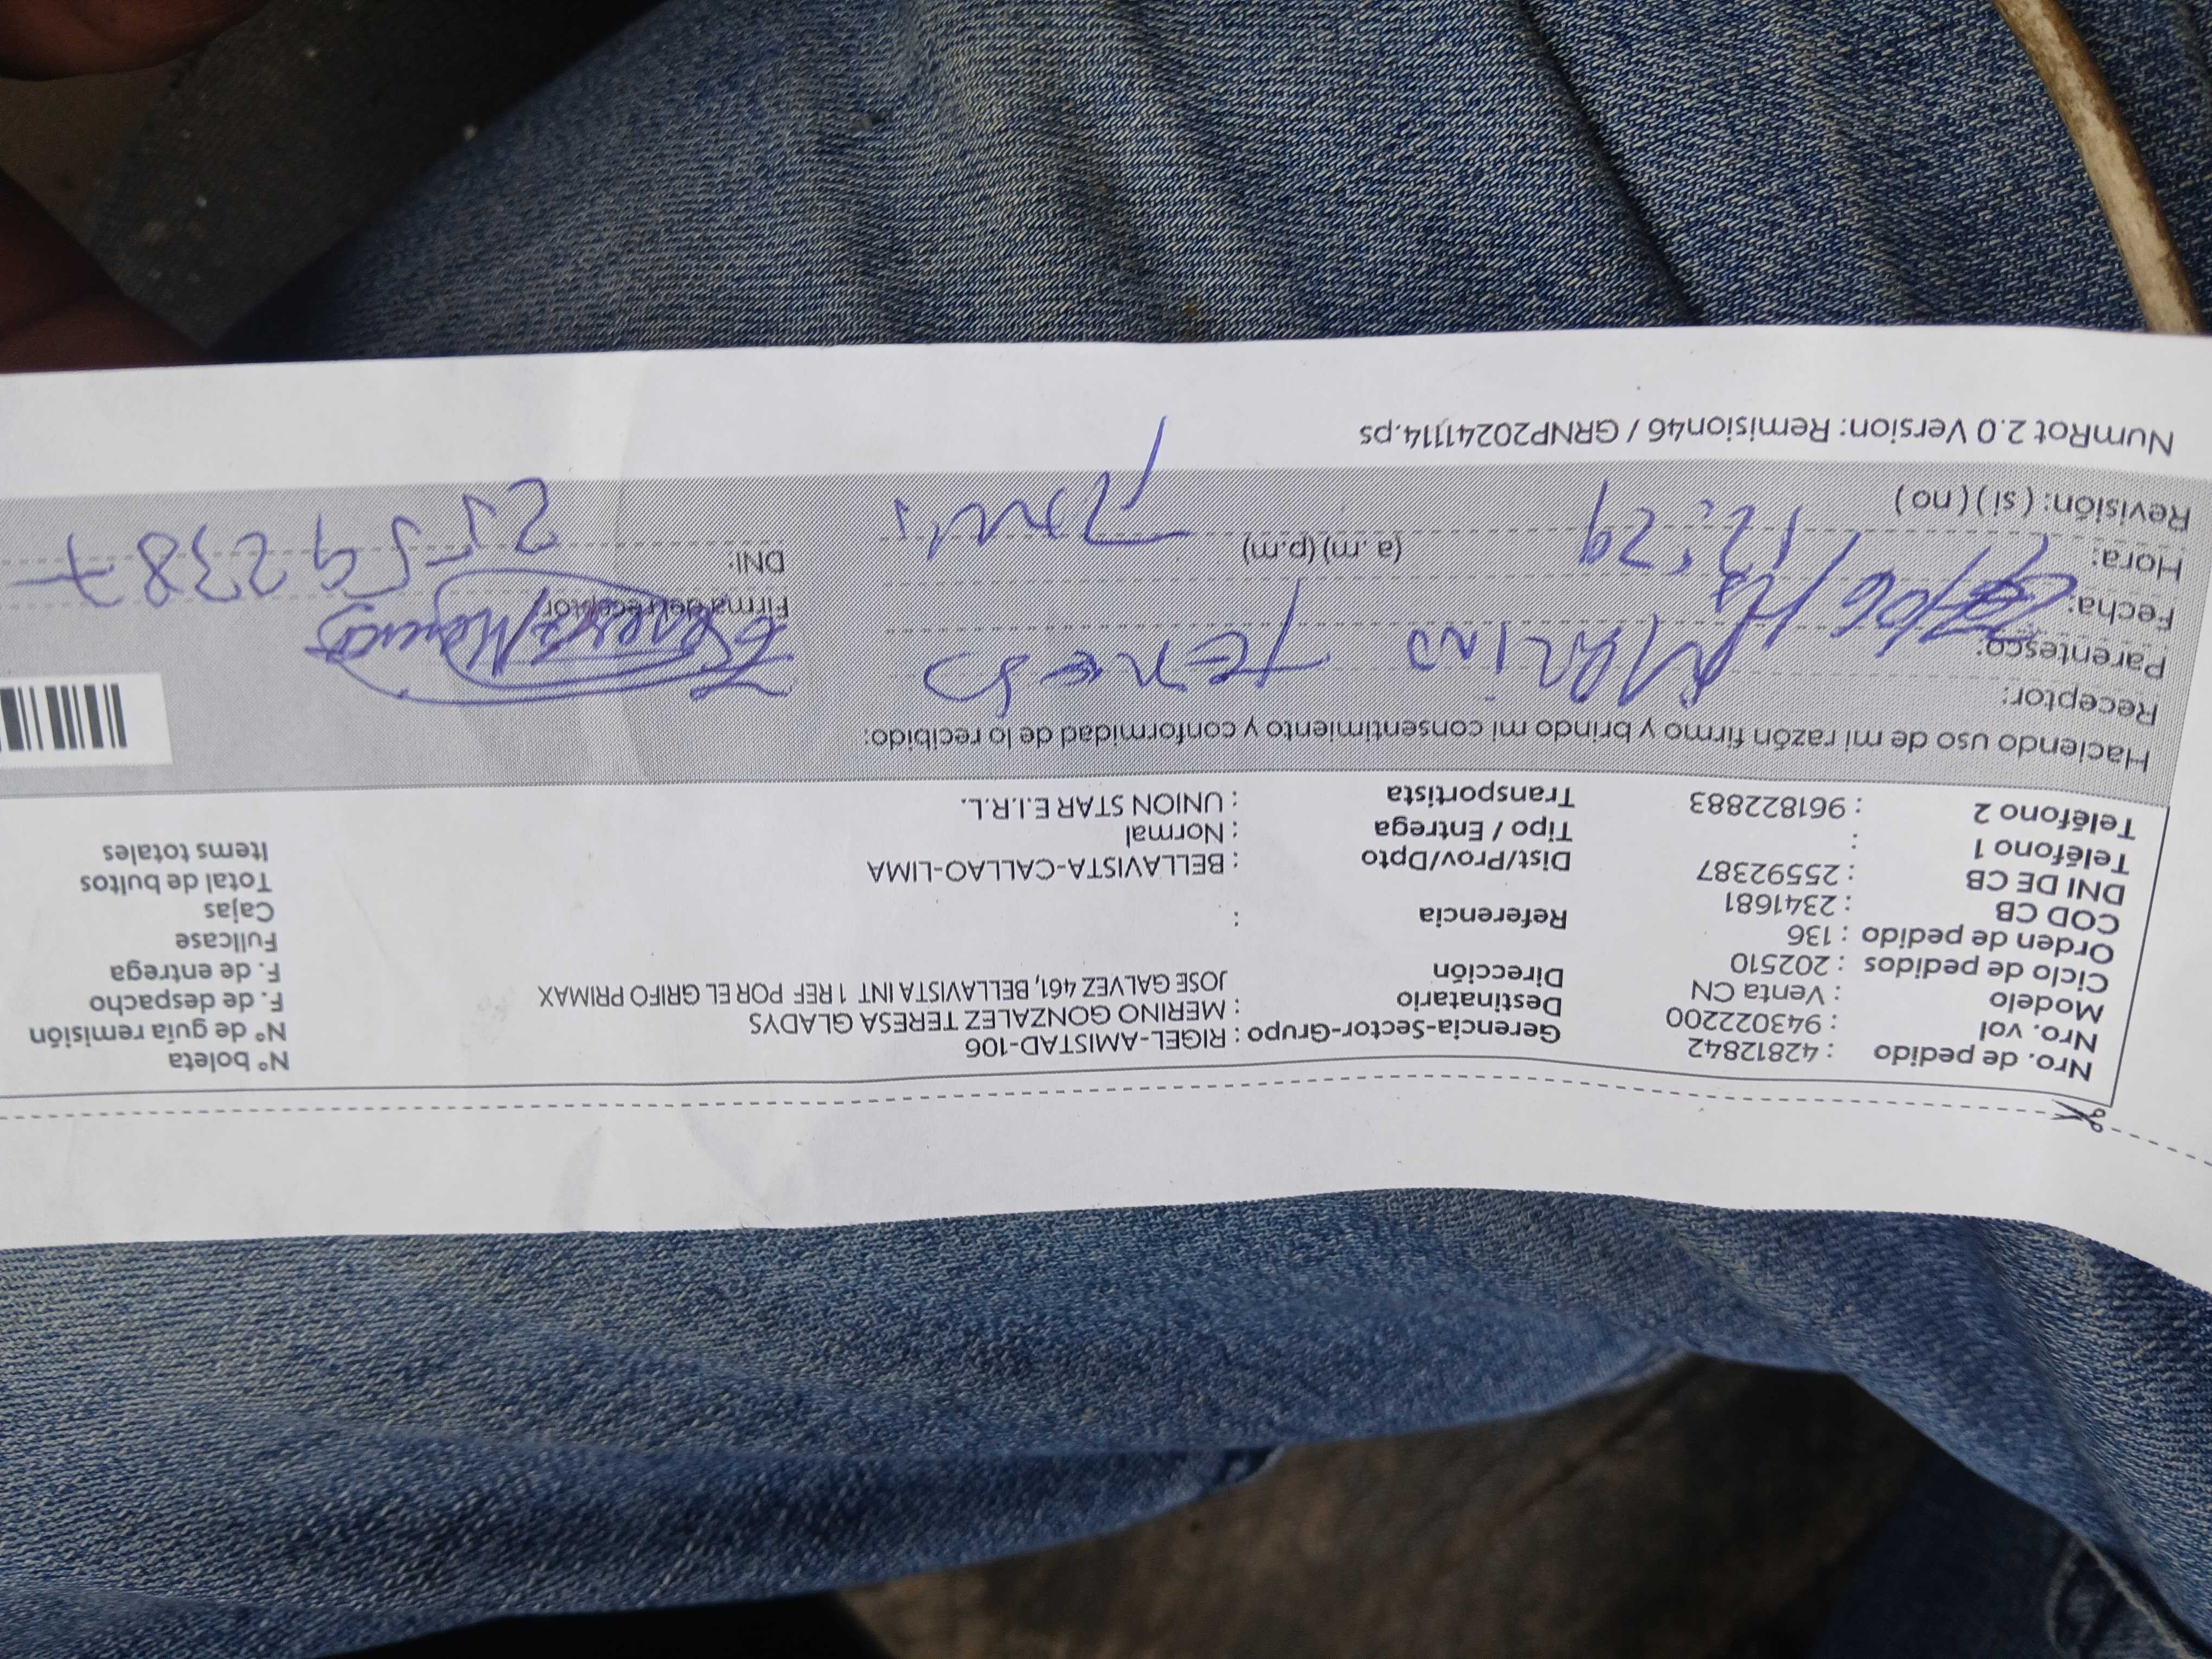 Nro. de pedido : 42812842 Gerencia-Sector-Grupo : RIGEL-AMISTAD-106 Nº boleta
Nro. vol : 943022200 Destinatario : MERINO GONZALEZ TERESA GLADYS Nº de guía remisión
Modelo : Venta CN Dirección JOSE GALVEZ 461, BELLAVISTA INT 1 REF POR EL GRIFO PRIMAX F. de despacho
Ciclo de pedidos : 202510 F. de entrega
Orden de pedido : 136 Referencia : Fullcase
COD CB : 2341681 Cajas
DNI DE CB : 25592387 Dist/Prov/Dpto : BELLAVISTA-CALLAO-LIMA Total de bultos
Teléfono 1 : Tipo / Entrega : Normal Items totales
Teléfono 2 : 961822883 Transportista : UNION STAR E.I.R.L.
Haciendo uso de mi razón firmo y brindo mi consentimiento y conformidad de lo recibido:
Receptor:
Parentesco:
Fecha: Firma del receptor
Hora: 12:29 (a.m) (p.m) DNI: 25592387
Revisión: ( si ) ( no )
NumRot 2.0 Version: Remision46 / GRNP20241114.ps